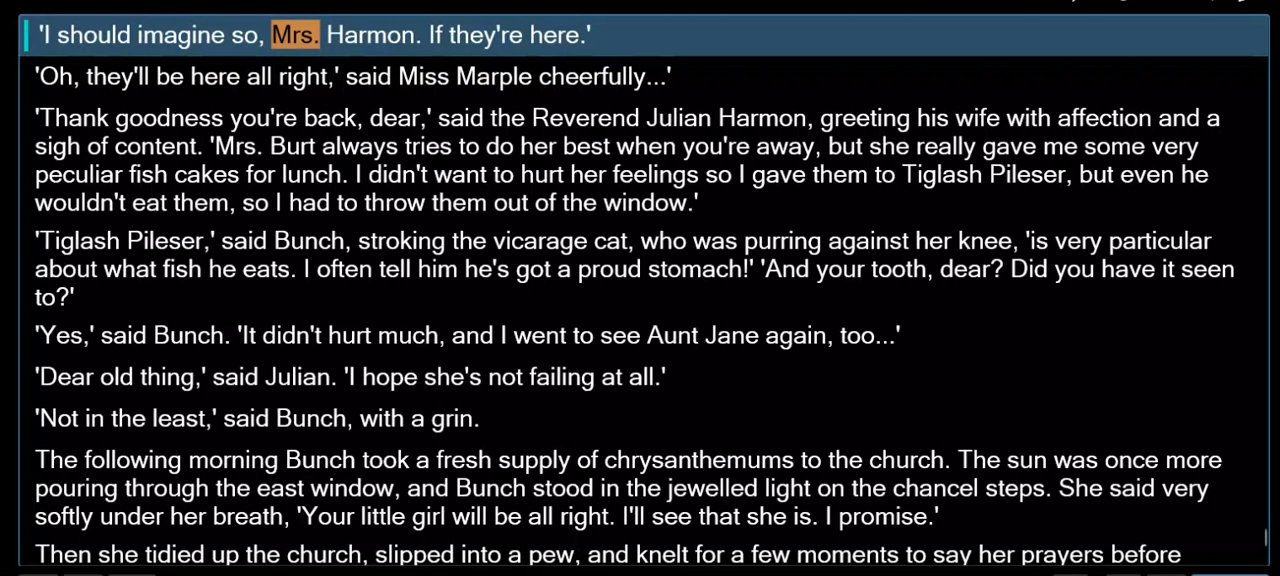 'I should imagine so, Mrs. Harmon. If they're here.'
'Oh, they'll be here all right,' said Miss Marple cheerfully...'
'Thank goodness you're back, dear,' said the Reverend Julian Harmon, greeting his wife with affection and a
sigh of content. 'Mrs. Burt always tries to do her best when you're away, but she really gave me some very
peculiar fish cakes for lunch. I didn't want to hurt her feelings so I gave them to Tiglash Pileser, but even he
wouldn't eat them, so I had to throw them out of the window.'
'Tiglash Pileser,' said Bunch, stroking the vicarage cat, who was purring against her knee, 'is very particular
about what fish he eats. I often tell him he's got a proud stomach!' 'And your tooth, dear? Did you have it seen
to?'
'Yes,' said Bunch. 'It didn't hurt much, and I went to see Aunt Jane again, too...'
'Dear old thing,' said Julian. 'I hope she's not failing at all.'
'Not in the least,' said Bunch, with a grin.
The following morning Bunch took a fresh supply of chrysanthemums to the church. The sun was once more
pouring through the east window, and Bunch stood in the jewelled light on the chancel steps. She said very
softly under her breath, 'Your little girl will be all right. I'll see that she is. I promise.'
Then she tidied up the church, slipped into a pew, and knelt for a few moments to say her prayers before